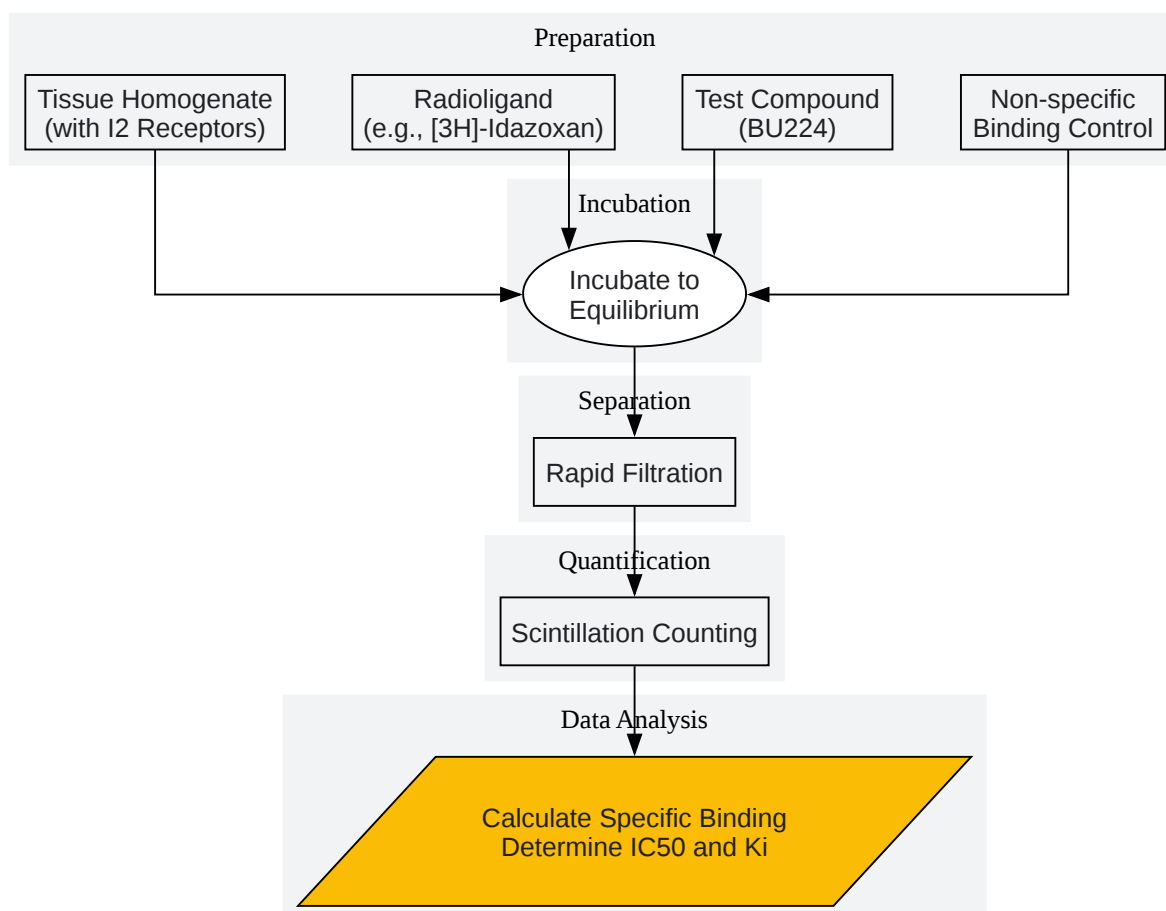 Preparation
Tissue Homogenate
(with I2 Receptors)
Radioligand
(e.g., [3H]-Idazoxan)
Test Compound
(BU224)
Non-specific
Binding Control
Incubation
Incubate to
Equilibrium
Separation
Rapid Filtration
Quantification
Scintillation Counting
Data Analysis
Calculate Specific Binding
Determine IC50 and Ki